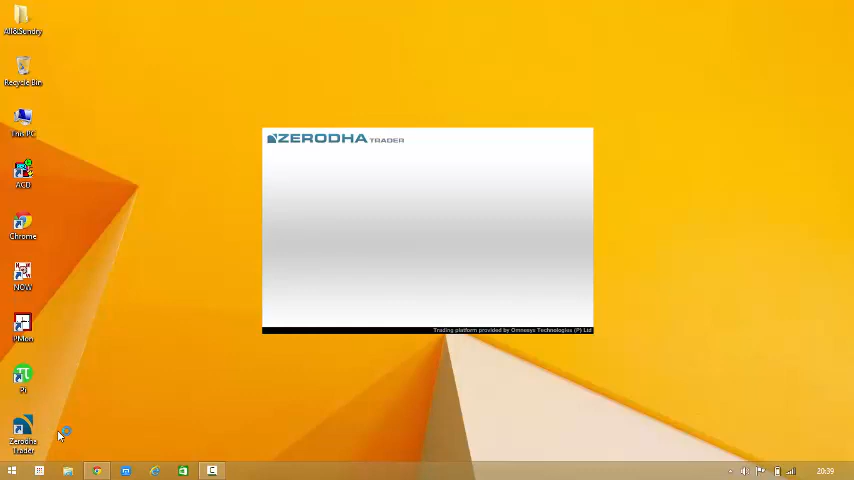 All&Sundry
Recycle Bin
This PC
ACD
Chrome
NOW
PMon
Pi
Zerodha
Trader
ZERODHA TRADER
Trading platform provided by Omnesys Technologies (P) Ltd
20:39